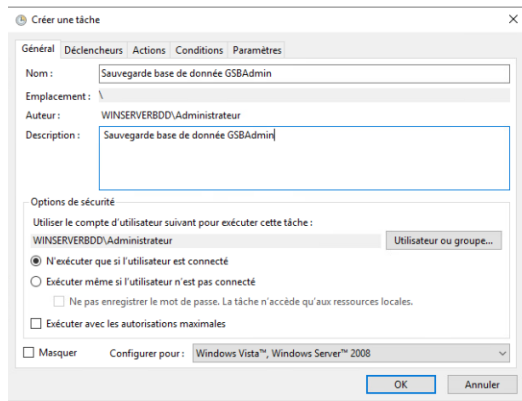 Créer une tâche
Général Déclencheurs Actions Conditions Paramètres
Nom : Sauvegarde base de donnée GSBAdmin
Emplacement : \
Auteur : WINSERVERBDD\Administrateur
Description : Sauvegarde base de donnée GSBAdmin
Options de sécurité
Utiliser le compte d'utilisateur suivant pour exécuter cette tâche :
WINSERVERBDD\Administrateur Utilisateur ou groupe...
N'exécuter que si l'utilisateur est connecté
Exécuter même si l'utilisateur n'est pas connecté
Ne pas enregistrer le mot de passe. La tâche n'accède qu'aux ressources locales.
Exécuter avec les autorisations maximales
Masquer Configurer pour : Windows Vista™, Windows Server™ 2008
OK Annuler